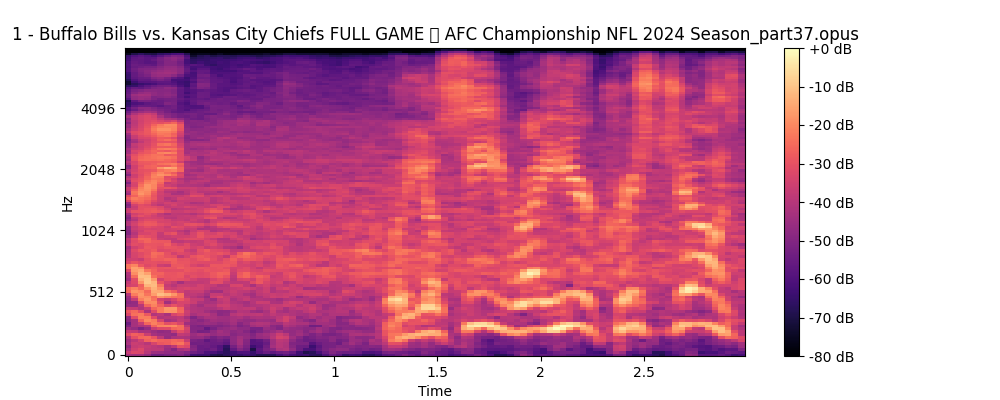 1 - Buffalo Bills vs. Kansas City Chiefs FULL GAME ▯ AFC Championship NFL 2024 Season_part37.opus
+0 dB
-10 dB
-20 dB
-30 dB
-40 dB
-50 dB
-60 dB
-70 dB
-80 dB
4096
2048
1024
512
0
Hz
0
0.5
1
1.5
2
2.5
Time